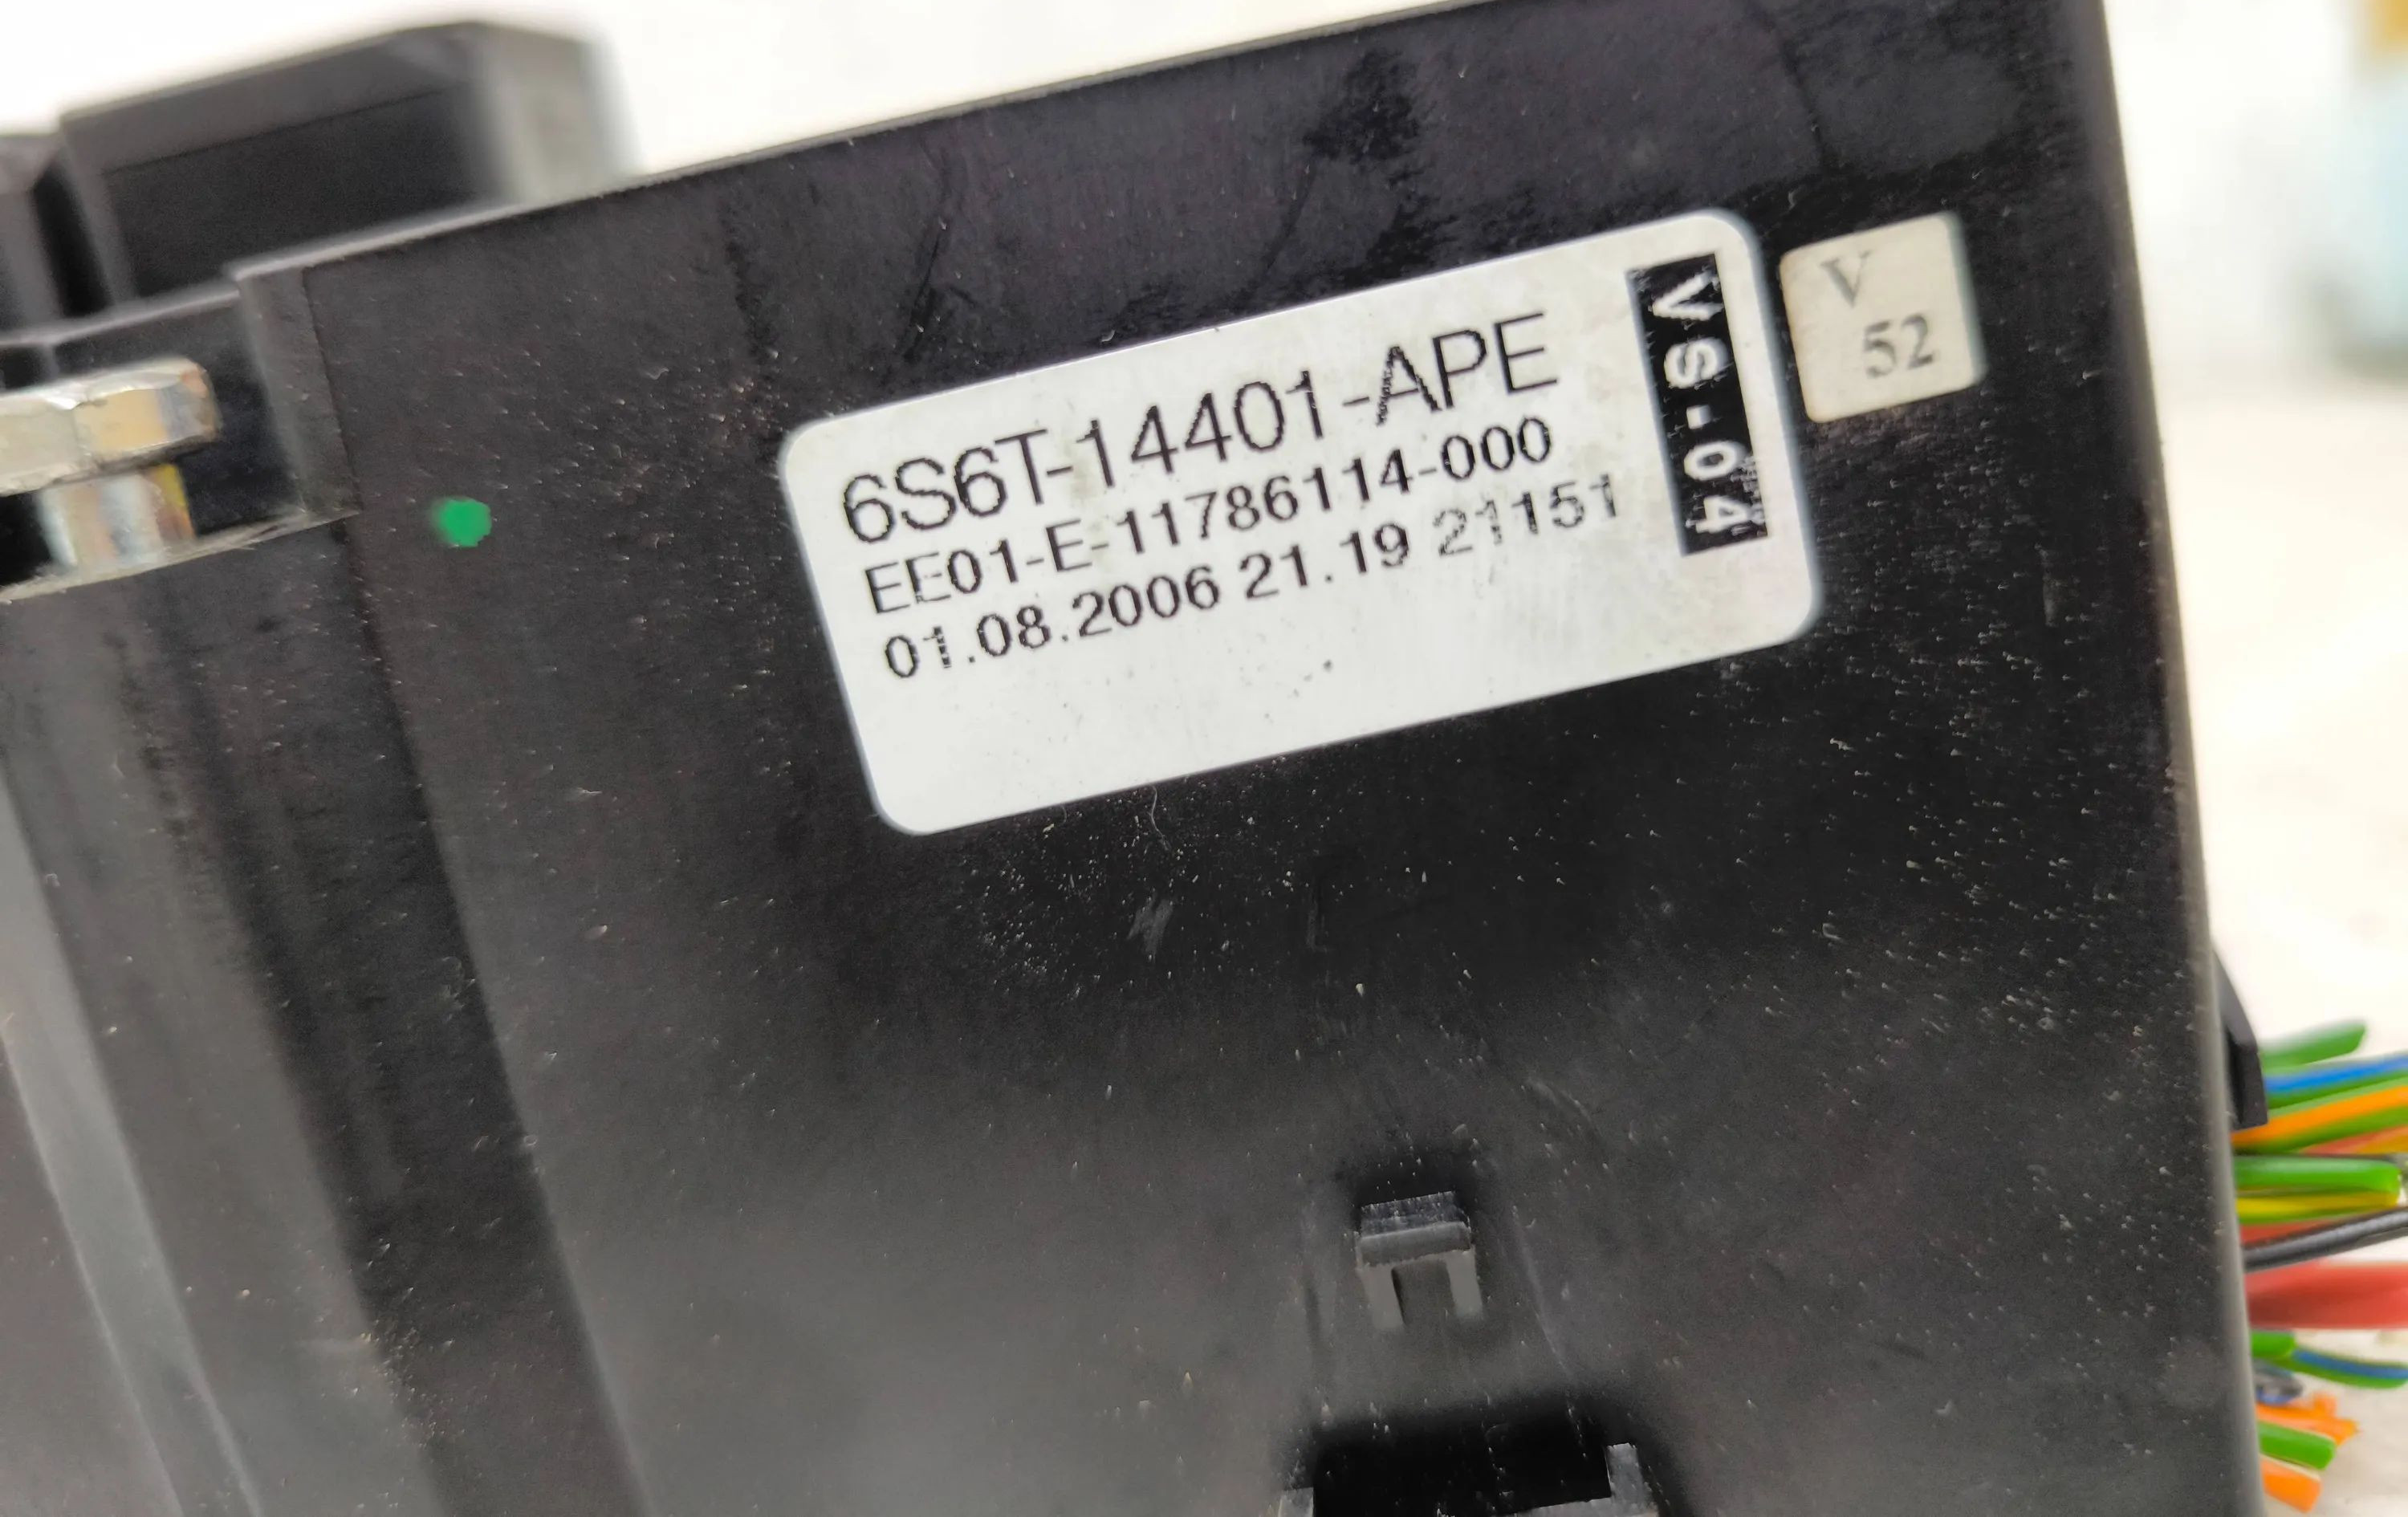 6S6T-14401-APE
EE01-E-11786114-000
01.08.2006 21.19 21151
VS-04
V
52